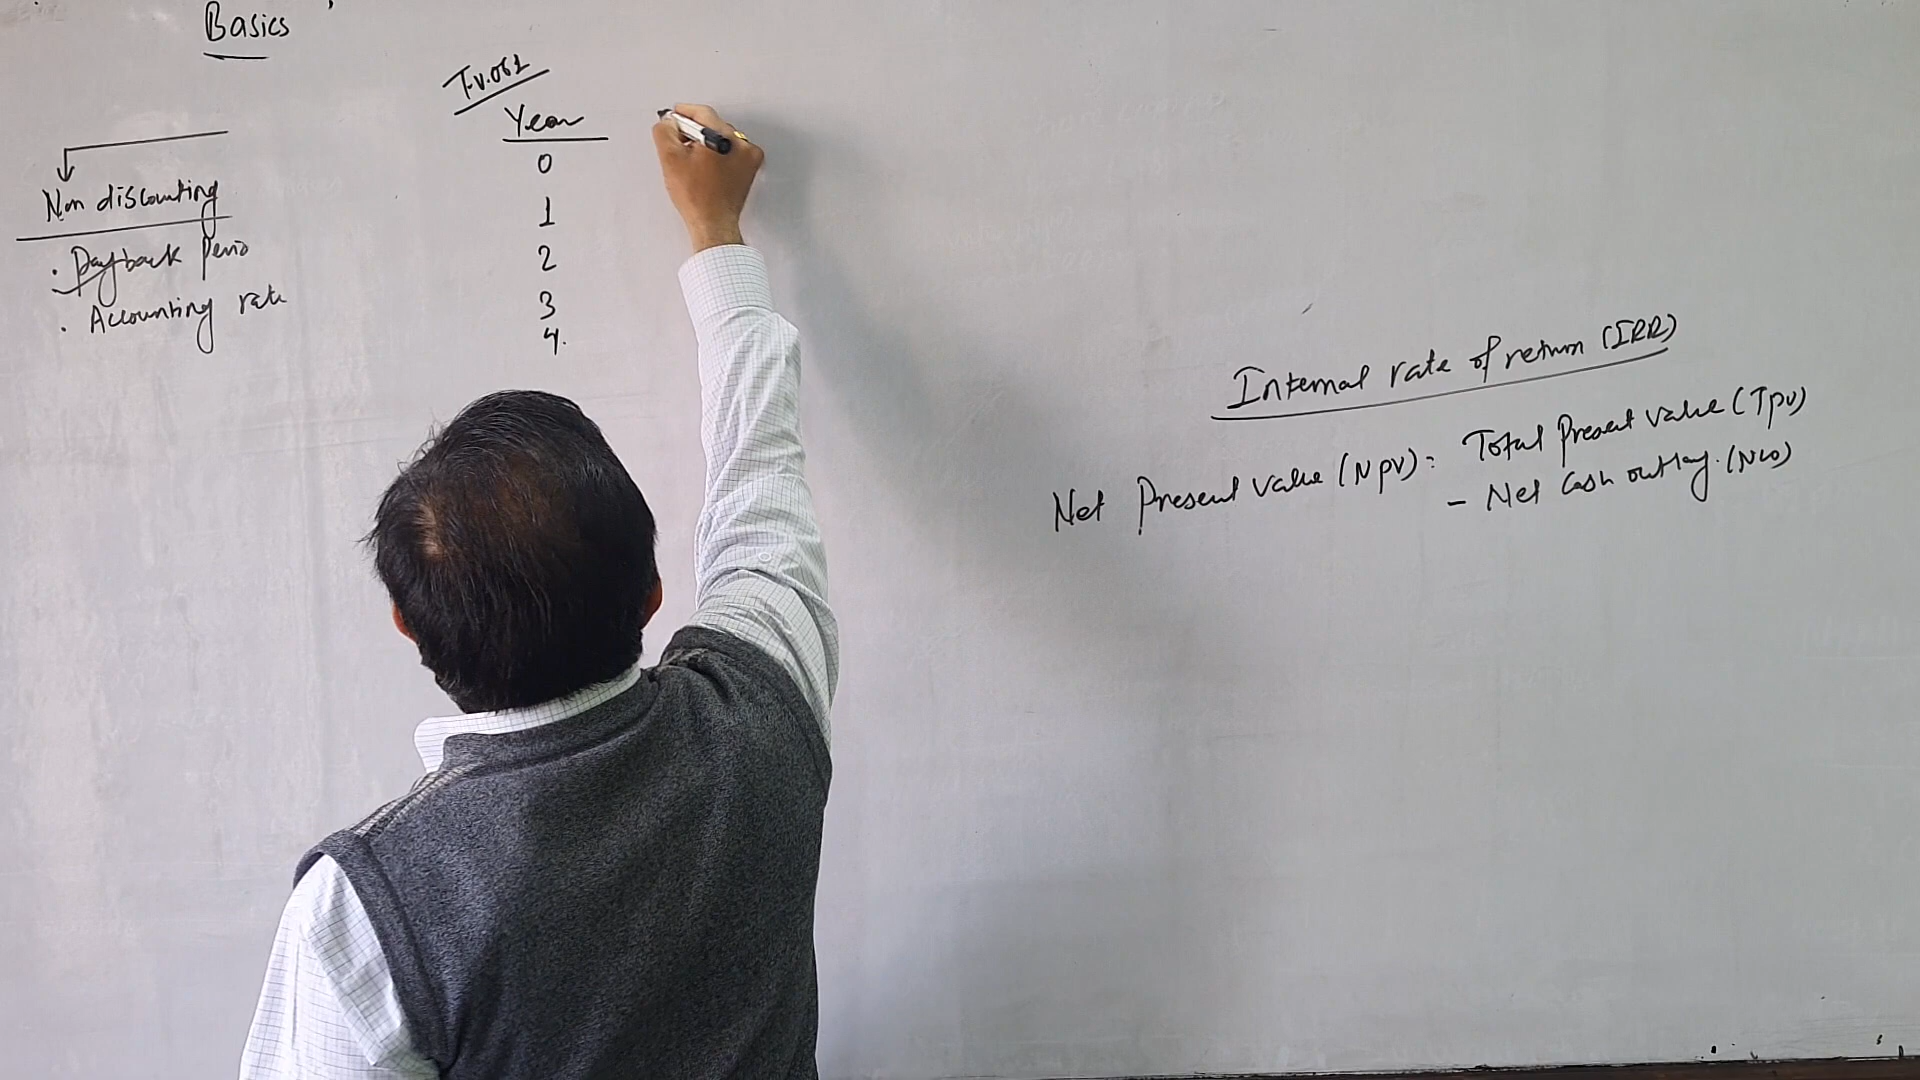 Basics
Non discounting
. Payback Perio
. Accounting rate
T.V.061
Year
0
1
2
3
4.
Internal rate of return (IRR)
Net Present value (NPV): Total Present value (TPV)
- Net Cash outlay. (NCO)